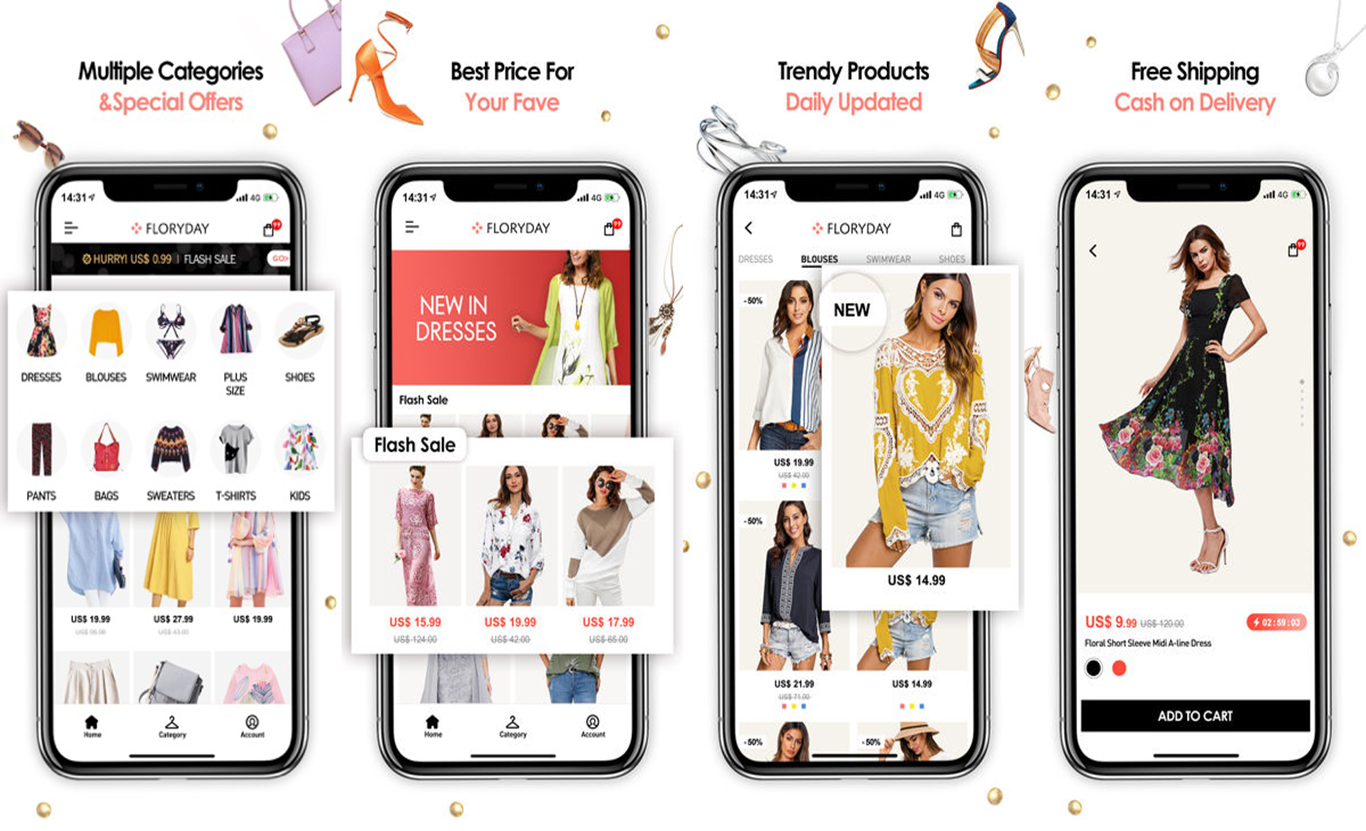 Multiple Categories
&Special Offers
14:31
4G
FLORYDAY
99
HURRY! US$ 0.99 | FLASH SALE
GO>
DRESSES
BLOUSES
SWIMWEAR
PLUS
SIZE
SHOES
PANTS
BAGS
SWEATERS
T-SHIRTS
KIDS
US$ 19.99
US$ 27.99
US$ 43.00
US$ 19.99
Home
Category
Account
Best Price For
Your Fave
14:31
4G
FLORYDAY
99
NEW IN
DRESSES
Flash Sale
Flash Sale
US$ 15.99
US$ 124.00
US$ 19.99
US$ 42.00
US$ 17.99
US$ 65.00
Home
Category
Account
Trendy Products
Daily Updated
14:31
4G
FLORYDAY
DRESSES
BLOUSES
SWIMWEAR
SHOES
-50%
NEW
US$ 19.99
US$ 42.00
-50%
US$ 14.99
US$ 21.99
US$ 71.00
US$ 14.99
-50%
-50%
Free Shipping
Cash on Delivery
14:31
4G
99
US$ 9.99 US$ 120.00
02:59:03
Floral Short Sleeve Midi A-line Dress
ADD TO CART